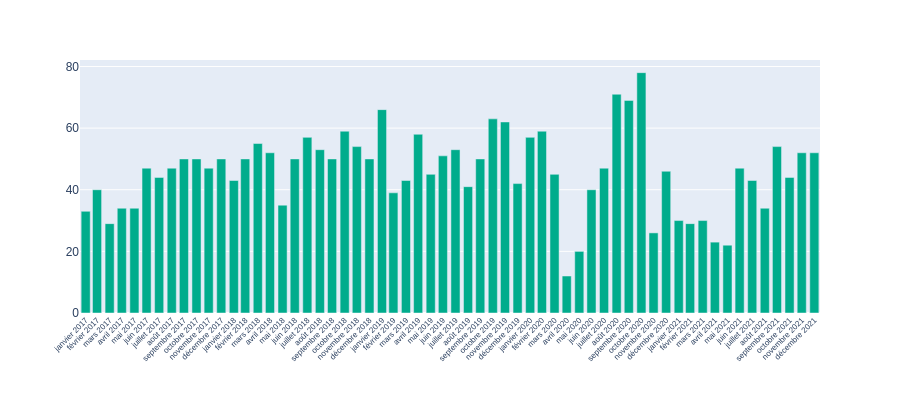 80
60
40
20
0
janvier 2017
février 2017
mars 2017
avril 2017
mai 2017
juin 2017
juillet 2017
août 2017
septembre 2017
octobre 2017
novembre 2017
décembre 2017
janvier 2018
février 2018
mars 2018
avril 2018
mai 2018
juin 2018
juillet 2018
août 2018
septembre 2018
octobre 2018
novembre 2018
décembre 2018
janvier 2019
février 2019
mars 2019
avril 2019
mai 2019
juin 2019
juillet 2019
août 2019
septembre 2019
octobre 2019
novembre 2019
décembre 2019
janvier 2020
février 2020
mars 2020
avril 2020
mai 2020
juin 2020
juillet 2020
août 2020
septembre 2020
octobre 2020
novembre 2020
décembre 2020
janvier 2021
février 2021
mars 2021
avril 2021
mai 2021
juin 2021
juillet 2021
août 2021
septembre 2021
octobre 2021
novembre 2021
décembre 2021